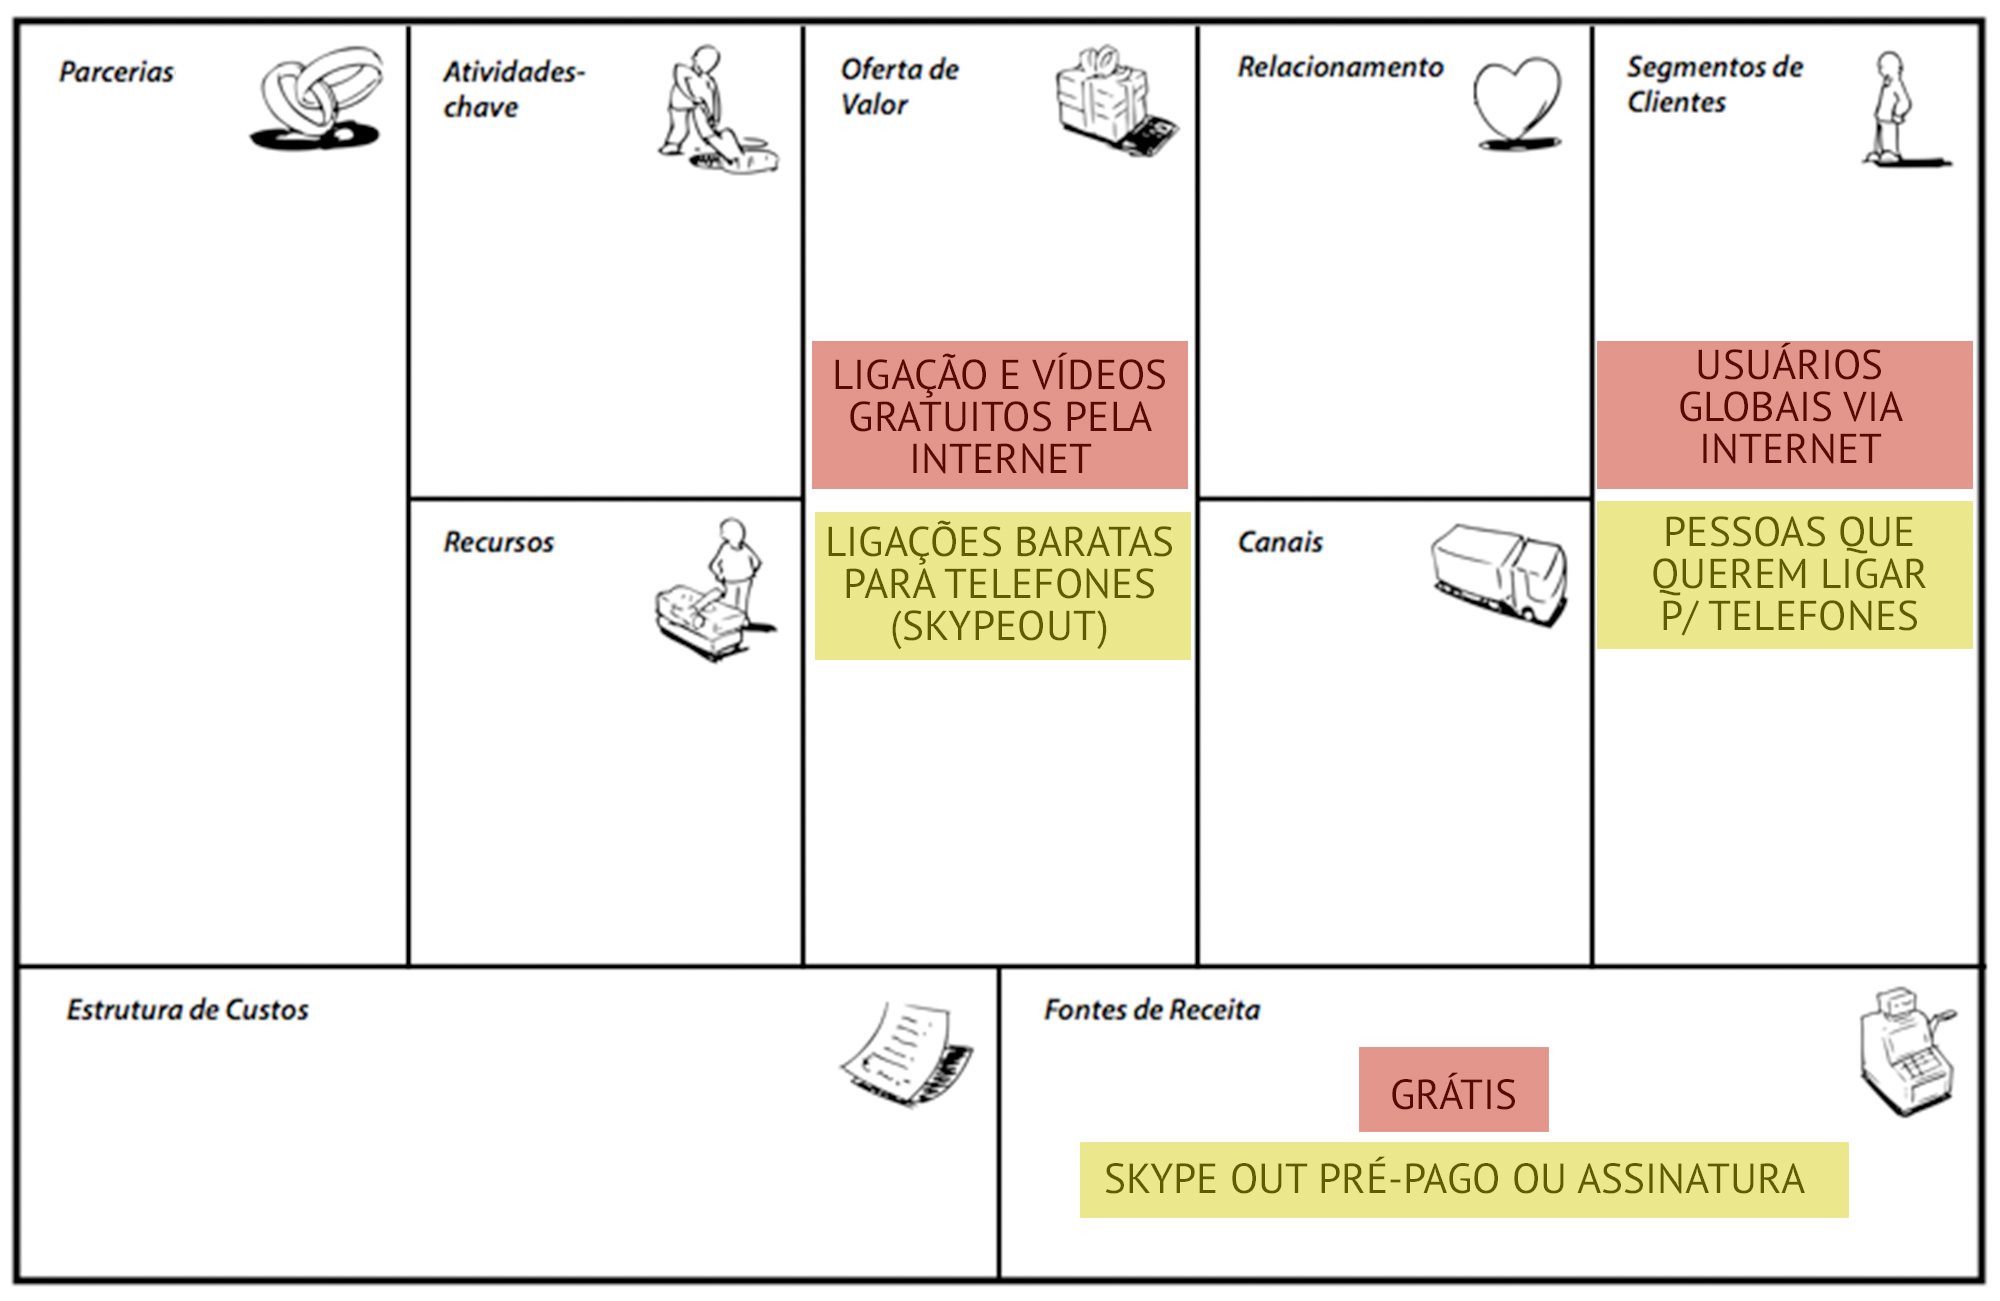 Parcerias
Atividades-
chave
Oferta de
Valor
Relacionamento
Segmentos de
Clientes
LIGAÇÃO E VÍDEOS
GRATUITOS PELA
INTERNET
USUÁRIOS
GLOBAIS VIA
INTERNET
Recursos
LIGAÇÕES BARATAS
PARA TELEFONES
(SKYPEOUT)
Canais
PESSOAS QUE
QUEREM LIGAR
P/ TELEFONES
Estrutura de Custos
Fontes de Receita
GRÁTIS
SKYPE OUT PRÉ-PAGO OU ASSINATURA